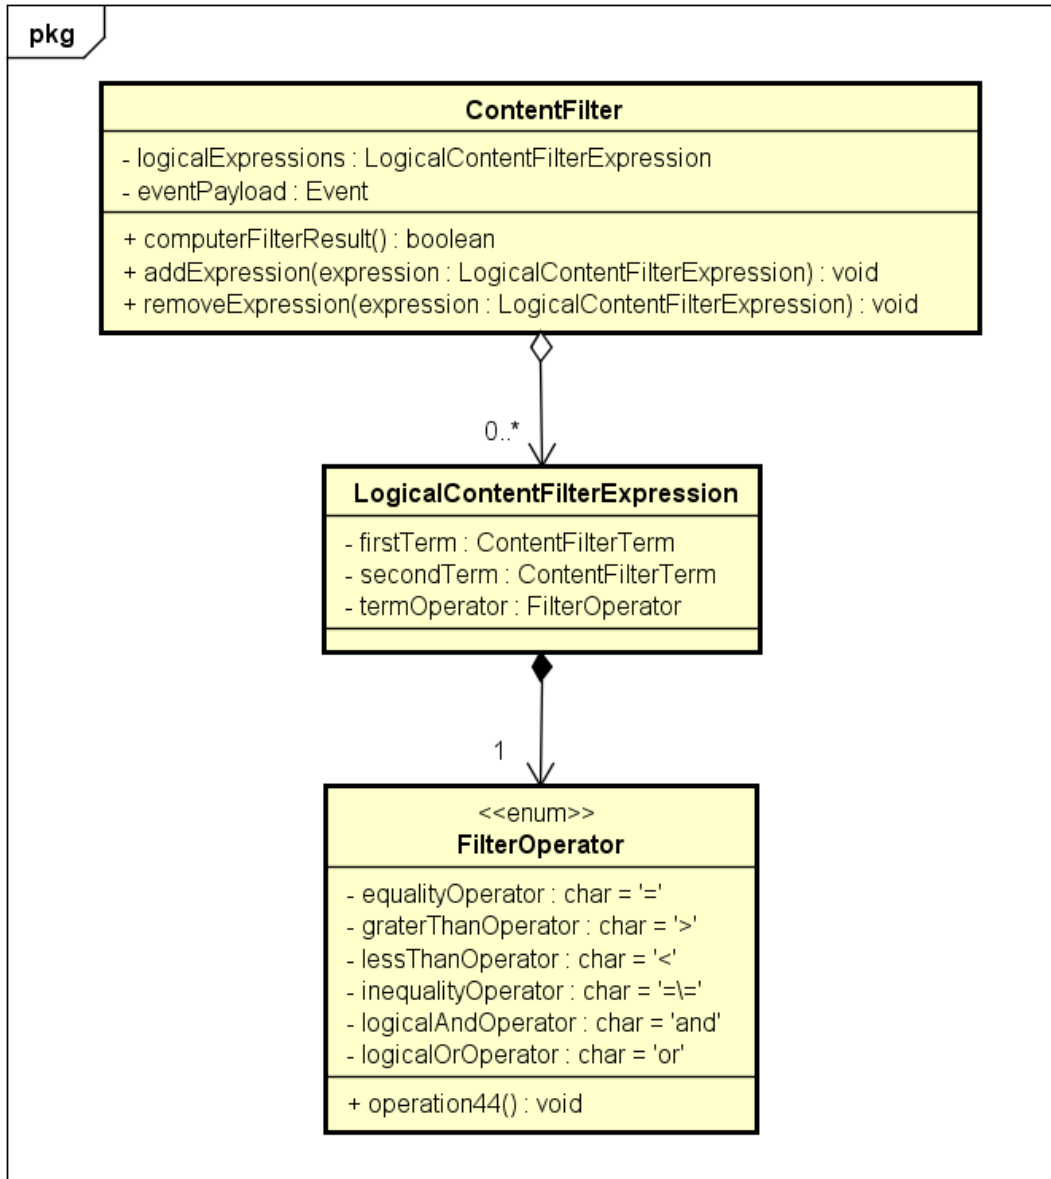 pkg
ContentFilter
- logicalExpressions : LogicalContentFilterExpression
- eventPayload : Event
+ computerFilterResult() : boolean
+ addExpression(expression : LogicalContentFilterExpression) : void
+ removeExpression(expression : LogicalContentFilterExpression) : void
0..*
LogicalContentFilterExpression
- firstTerm : ContentFilterTerm
- secondTerm : ContentFilterTerm
- termOperator : FilterOperator
1
<<enum>>
FilterOperator
- equalityOperator : char = '='
- graterThanOperator : char = '>'
- lessThanOperator : char = '<'
- inequalityOperator : char = '=\='
- logicalAndOperator : char = 'and'
- logicalOrOperator : char = 'or'
+ operation44() : void